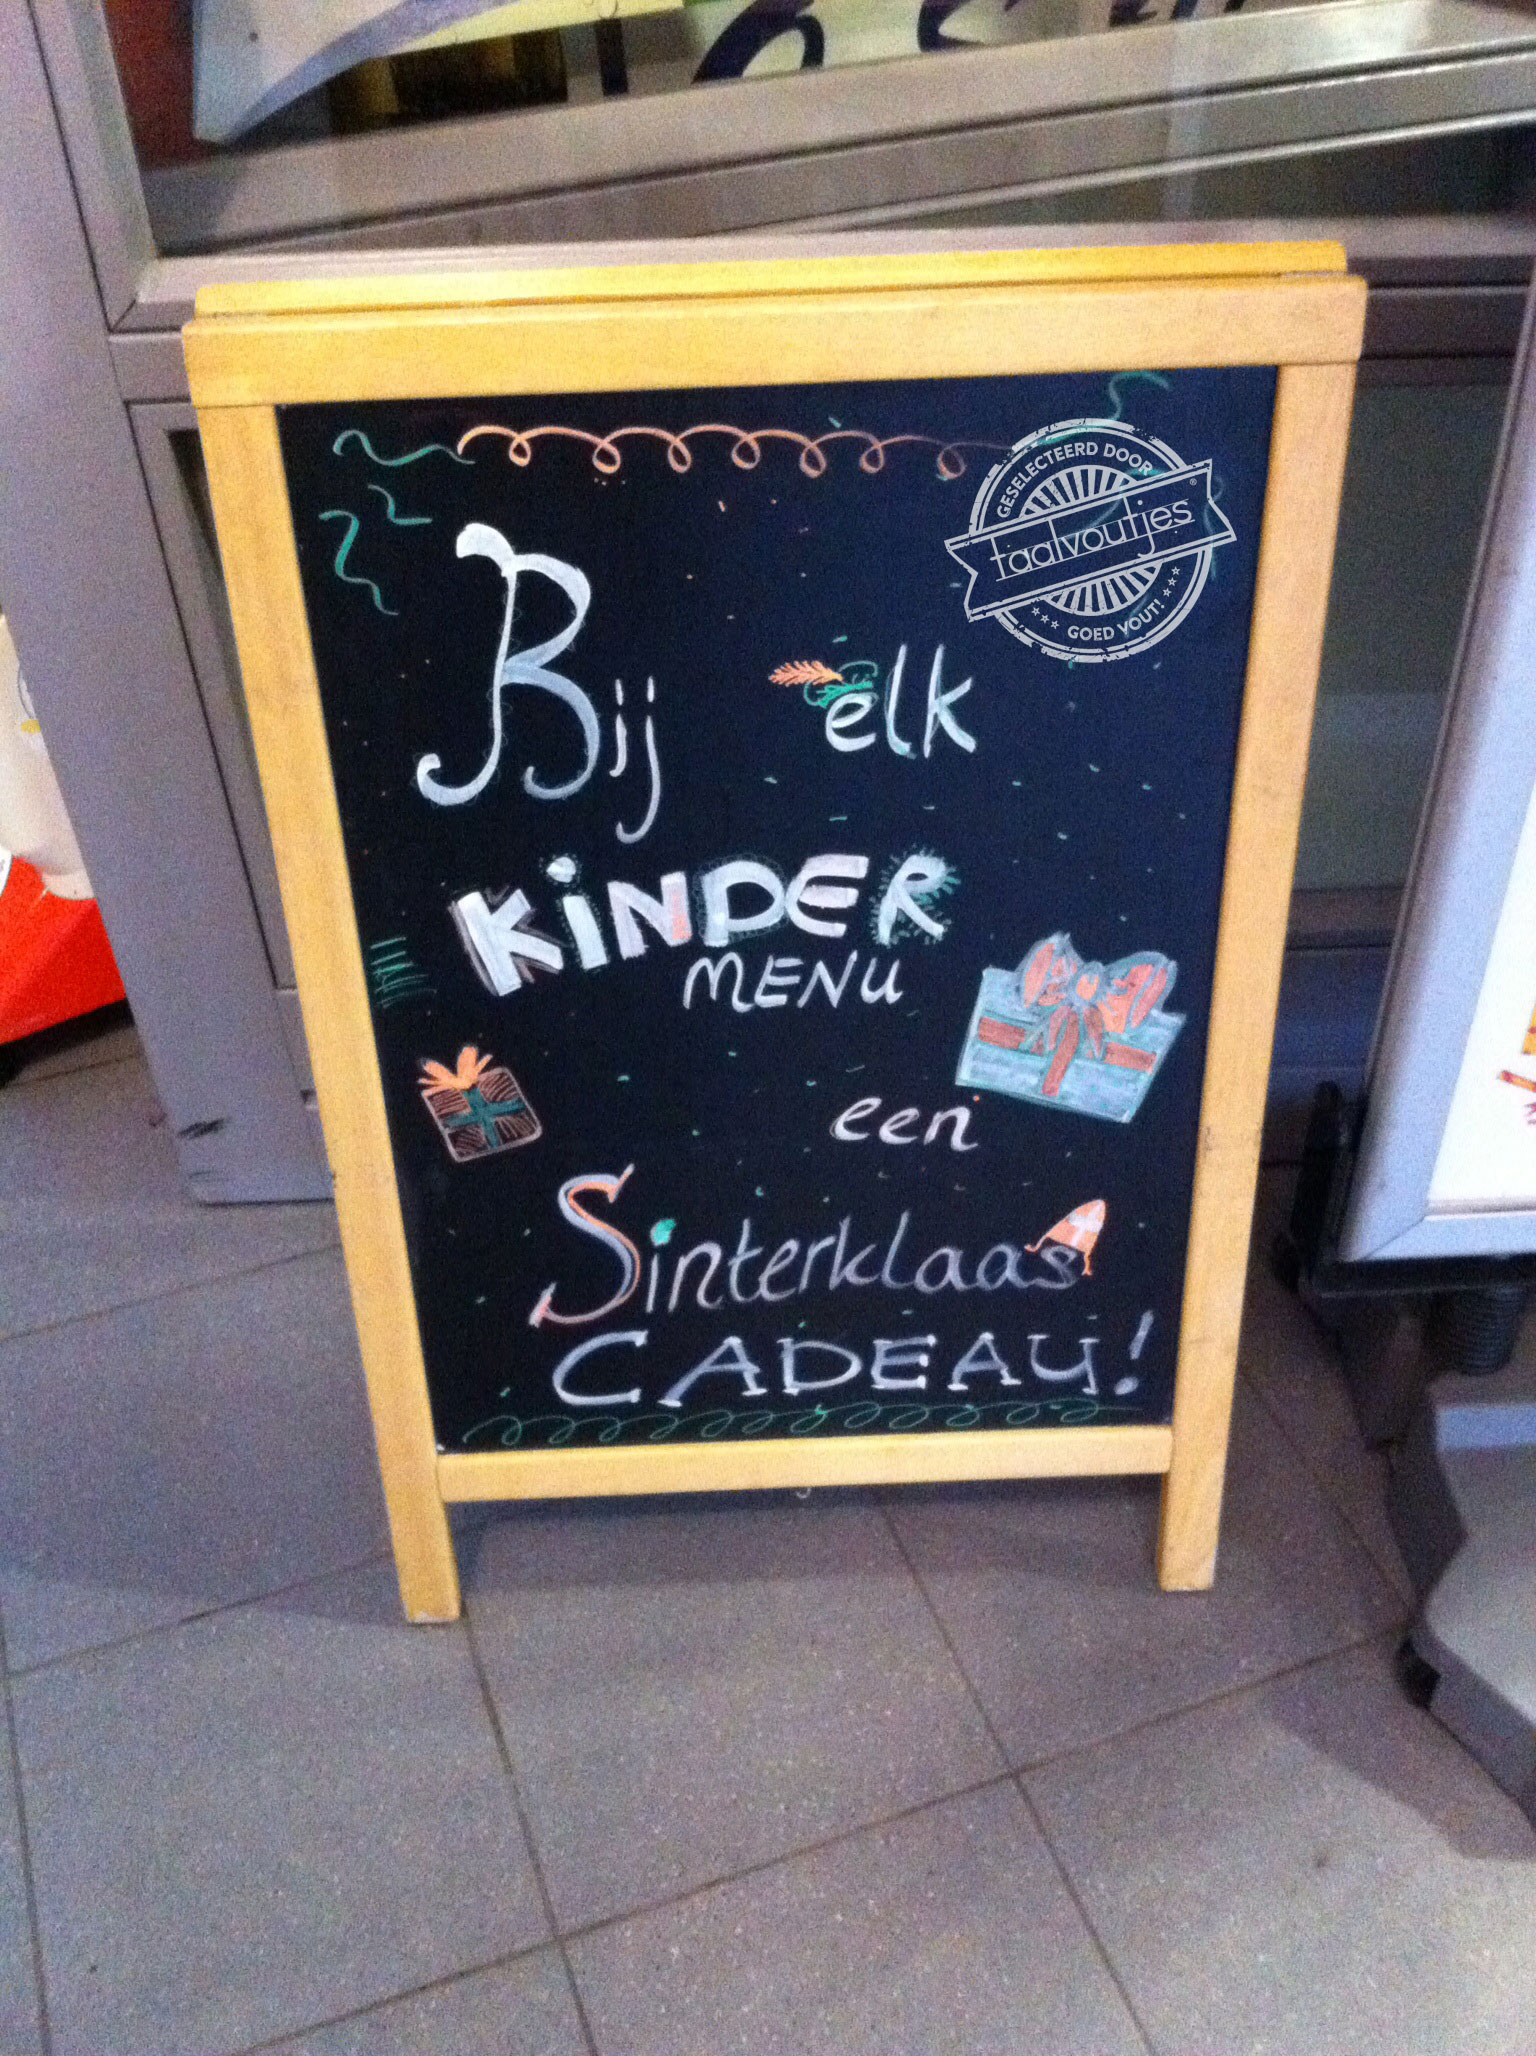 GESELECTEERD DOOR
taalvoutjes®
GOED VOUT!
Bij elk
KiNDER
MENU
een
Sinterklaas
CADEAU!